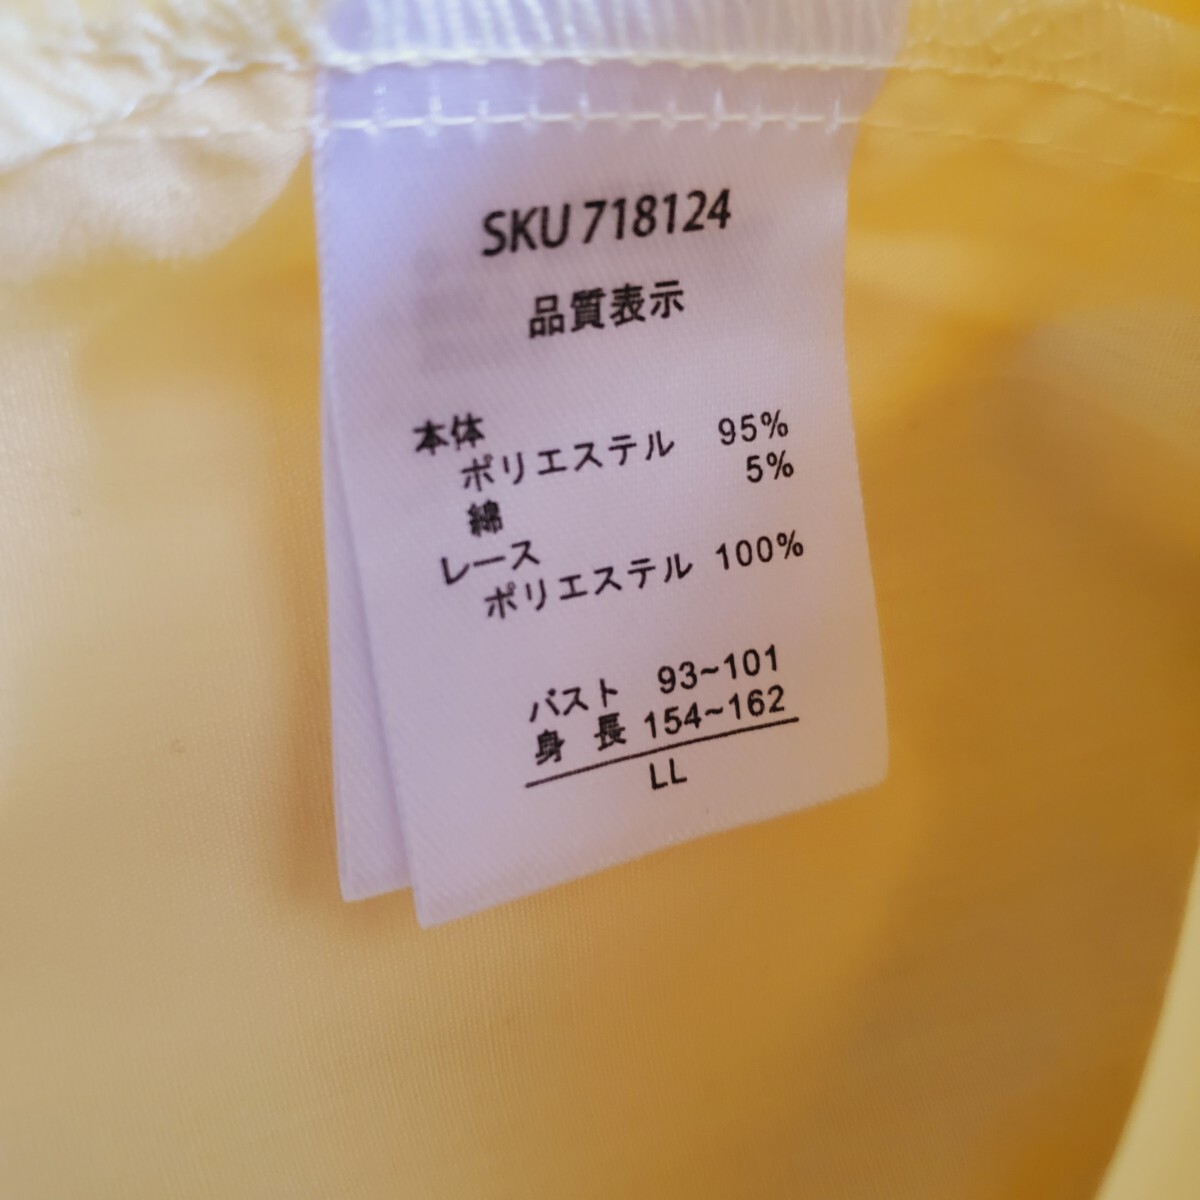 SKU 718124
品質表示
本体
ポリエステル 95%
綿 5%
レース
ポリエステル 100%
バスト 93~101
身 長 154~162
LL